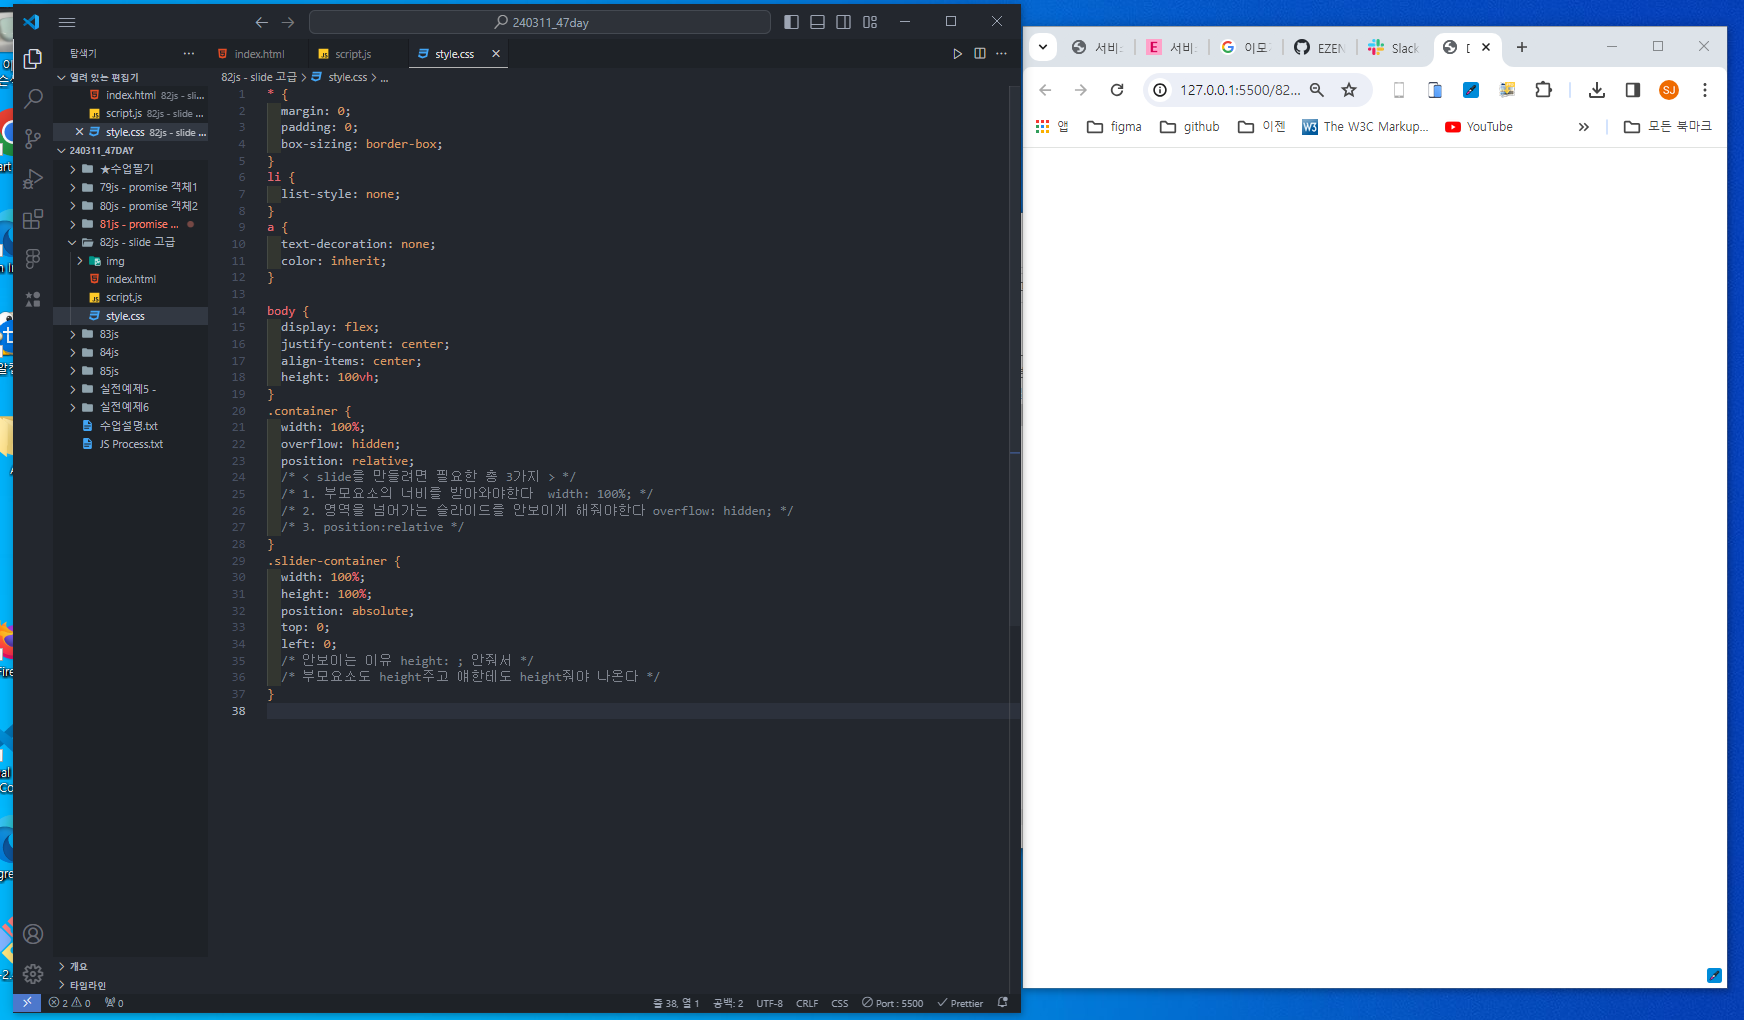 240311_47day
탐색기
index.html
script.js
style.css
열려 있는 편집기
index.html 82js - sli...
script.js 82js - slide ...
style.css 82js - slide ...
240311_47DAY
★수업필기
79js - promise 객체1
80js - promise 객체2
81js - promise ...
82js - slide 고급
img
index.html
script.js
style.css
83js
84js
85js
실전예제5 -
실전예제6
수업설명.txt
JS Process.txt
개요
타임라인
82js - slide 고급 > style.css > ...
1 * {
2 margin: 0;
3 padding: 0;
4 box-sizing: border-box;
5 }
6 li {
7 list-style: none;
8 }
9 a {
10 text-decoration: none;
11 color: inherit;
12 }
13
14 body {
15 display: flex;
16 justify-content: center;
17 align-items: center;
18 height: 100vh;
19 }
20 .container {
21 width: 100%;
22 overflow: hidden;
23 position: relative;
24 /* < slide를 만들려면 필요한 총 3가지 > */
25 /* 1. 부모요소의 너비를 받아와야한다  width: 100%; */
26 /* 2. 영역을 넘어가는 슬라이드를 안보이게 해줘야한다 overflow: hidden; */
27 /* 3. position:relative */
28 }
29 .slider-container {
30 width: 100%;
31 height: 100%;
32 position: absolute;
33 top: 0;
34 left: 0;
35 /* 안보이는 이유 height: ; 안줘서 */
36 /* 부모요소도 height주고 얘한테도 height줘야 나온다 */
37 }
38
2 0 0
줄 38, 열 1 공백: 2 UTF-8 CRLF CSS Port : 5500 Prettier
서비 E 서비 이모 EZEN Slack
127.0.0.1:5500/82... SJ
앱 figma github 이젠 W3 The W3C Markup... YouTube 모든 북마크